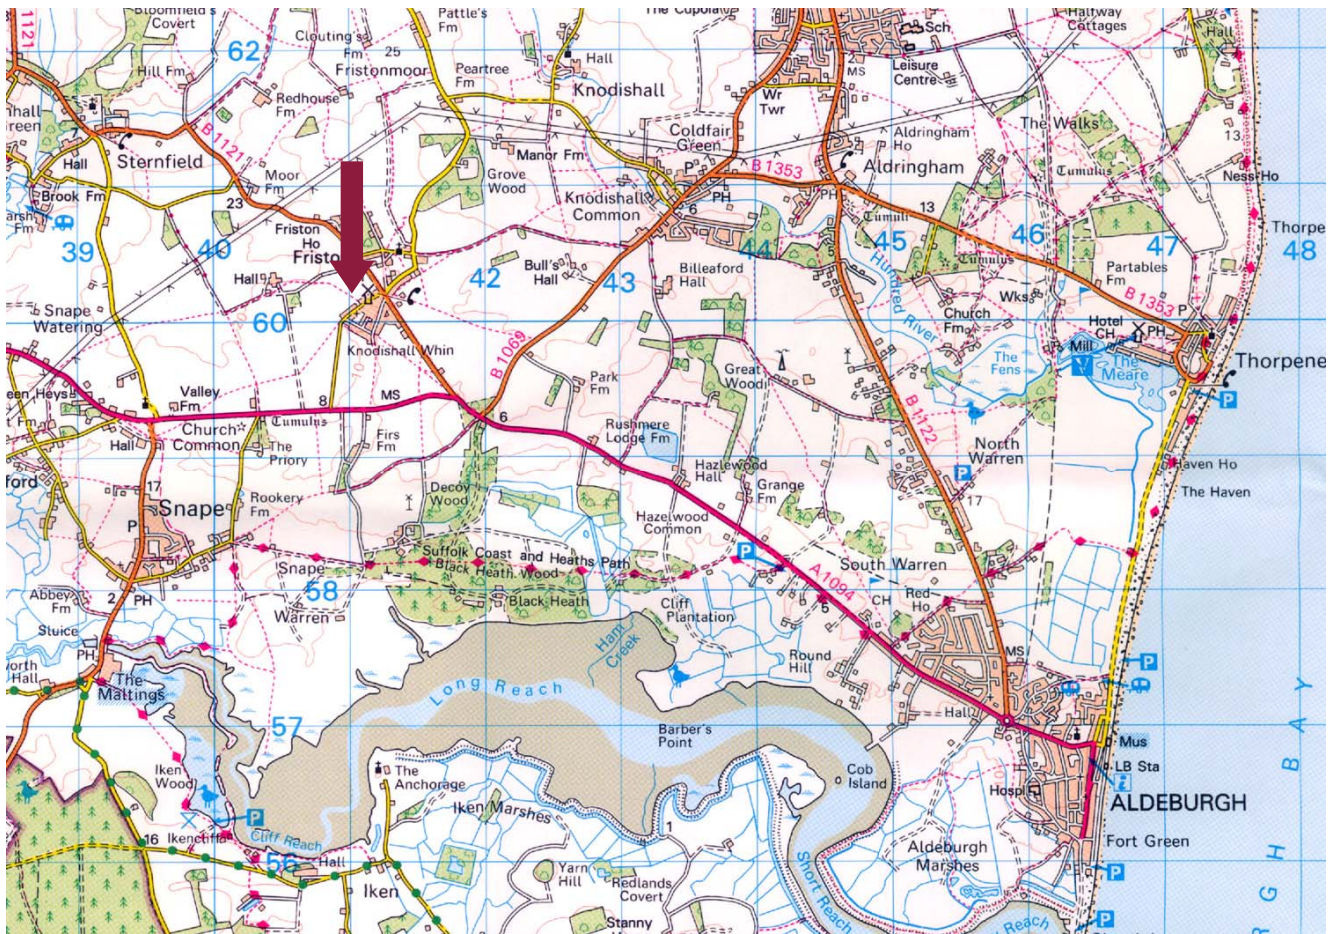 Bloomfield's
Covert
B 1121
62
Hill Fm
Clouting's
Fm
25
Fristonmoor
Redhouse
Fm
Pattle's
Fm
Peartree
Fm
Hall
Knodishall
The Cupola
Wr
Twr
Sch
Leisure
Centre
MS
Halfway
Cottages
Hall
7
Hall
Sternfield
B1121
Moor
Fm
23
Brook Fm
39
40
Friston
Ho
Grove
Wood
Manor Fm
Coldfair
Green
P
PH
6
Knodishall
Common
B 1353
Aldringham
Ho
Aldringham
PH
Tumuli
13
The Walks
Tumulus
13
Ness Ho
Tumulus
42
43
44
45
46
47
48
Hall
60
Knodishall Whin
Bull's
Hall
Billeaford
Hall
Hundred River
5
Wks
Church
Fm
Partables
Fm
B 1353
P
Hotel
CH
PH
Mill
The
Meare
The
Fens
Snape
Watering
Valley
Fm
Hall
Church
Common
Tumulus
The
Priory
8
MS
B 1069
6
Firs
Fm
Park
Fm
Great
Wood
Rushmere
Lodge Fm
Hazlewood
Hall
Grange
Fm
Hazelwood
Common
B 1122
North
Warren
P
17
P
Haven Ho
The Haven
17
Snape
P
Rookery
Fm
Decoy
Wood
Snape
58
Warren
Suffolk Coast and Heaths Path
Black Heath Wood
Black Heath
Cliff
Plantation
P
A 1094
5
South Warren
CH
Red
Ho
Abbey
Fm
2
PH
Sluice
PH
The
Maltings
Ham
Creek
Round
Hill
MS
P
57
Long Reach
Barber's
Point
Hall
Iken
Wood
P
The
Anchorage
Iken Marshes
Cob
Island
Hospl
Mus
LB Sta
ALDEBURGH
Fort Green
16
Ikencliff
Cliff Reach
56
Hall
Iken
1
Yarn
Hill
Redlands
Covert
Stanny
Short Reach
Aldeburgh
Marshes
P
P
Reach